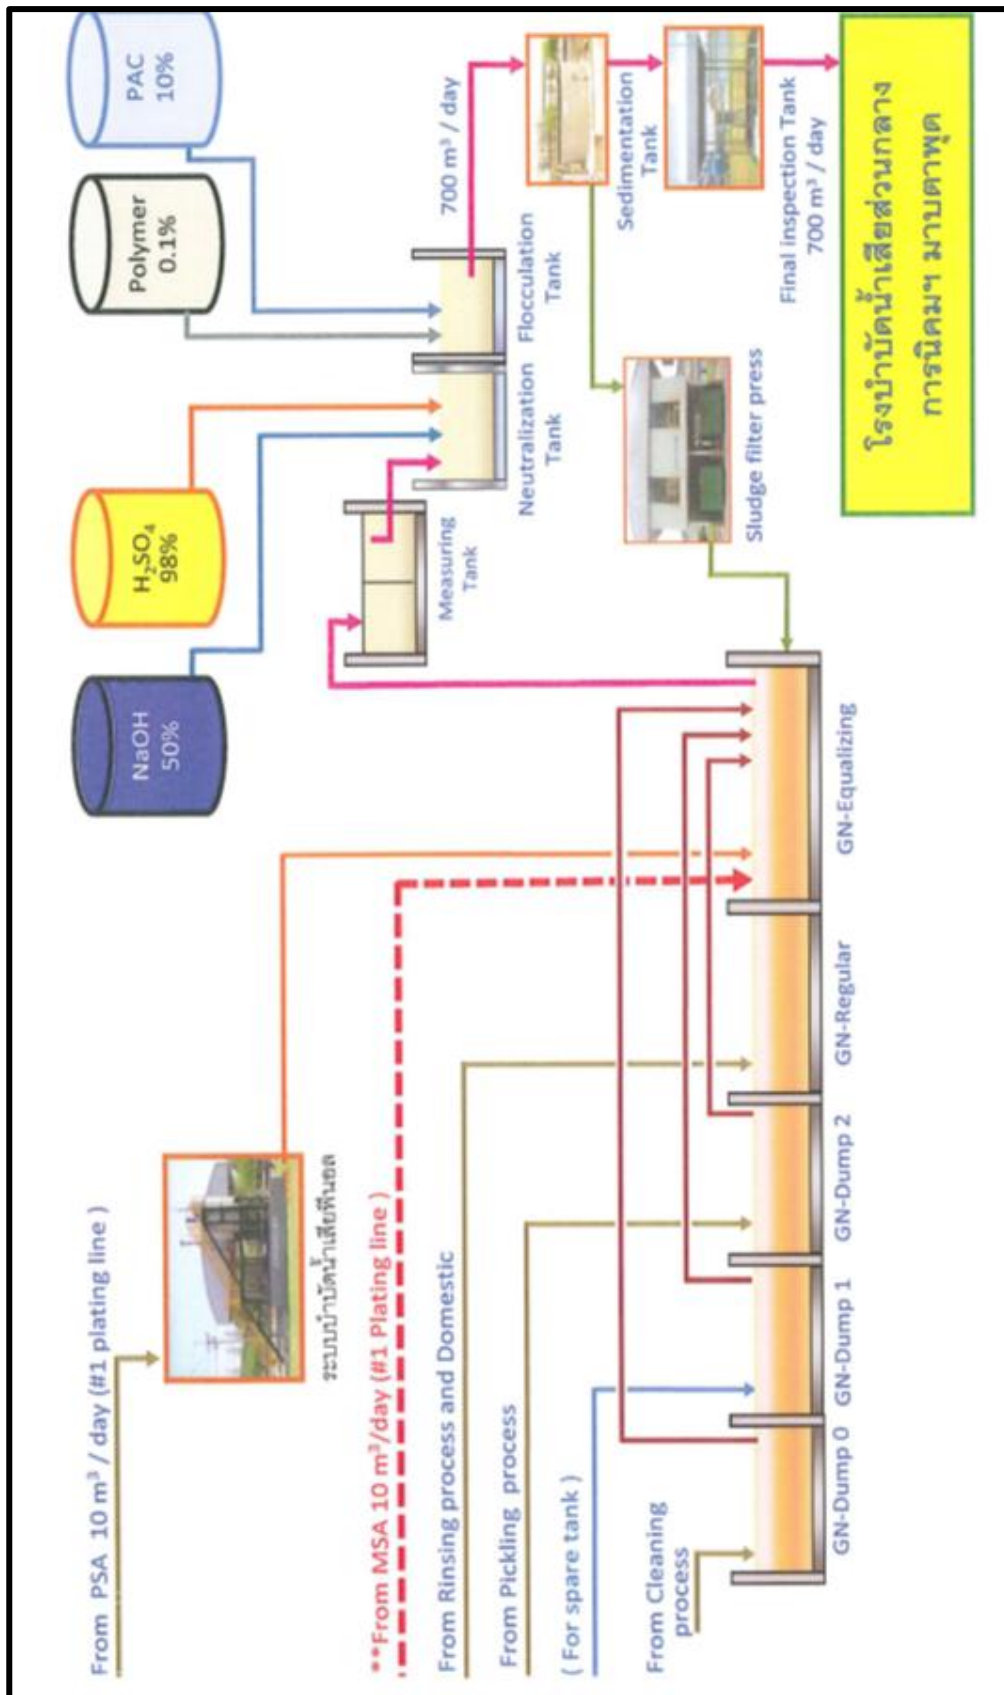 From PSA 10 m³ / day (#1 plating line )
ระบบบำบัดน้ำเสียฟีนอล
**From MSA 10 m³/day (#1 Plating line )
From Rinsing process and Domestic
From Pickling process
( For spare tank )
From Cleaning
process
GN-Dump 0
GN-Dump 1
GN-Dump 2
GN-Regular
GN-Equalizing
NaOH
50%
H₂SO₄
98%
Polymer
0.1%
PAC
10%
Measuring
Tank
Neutralization
Tank
Flocculation
Tank
700 m³ / day
Sedimentation
Tank
Final inspection Tank
700 m³ / day
Sludge filter press
โรงบำบัดน้ำเสียส่วนกลาง
การนิคมฯ มาบตาพุด